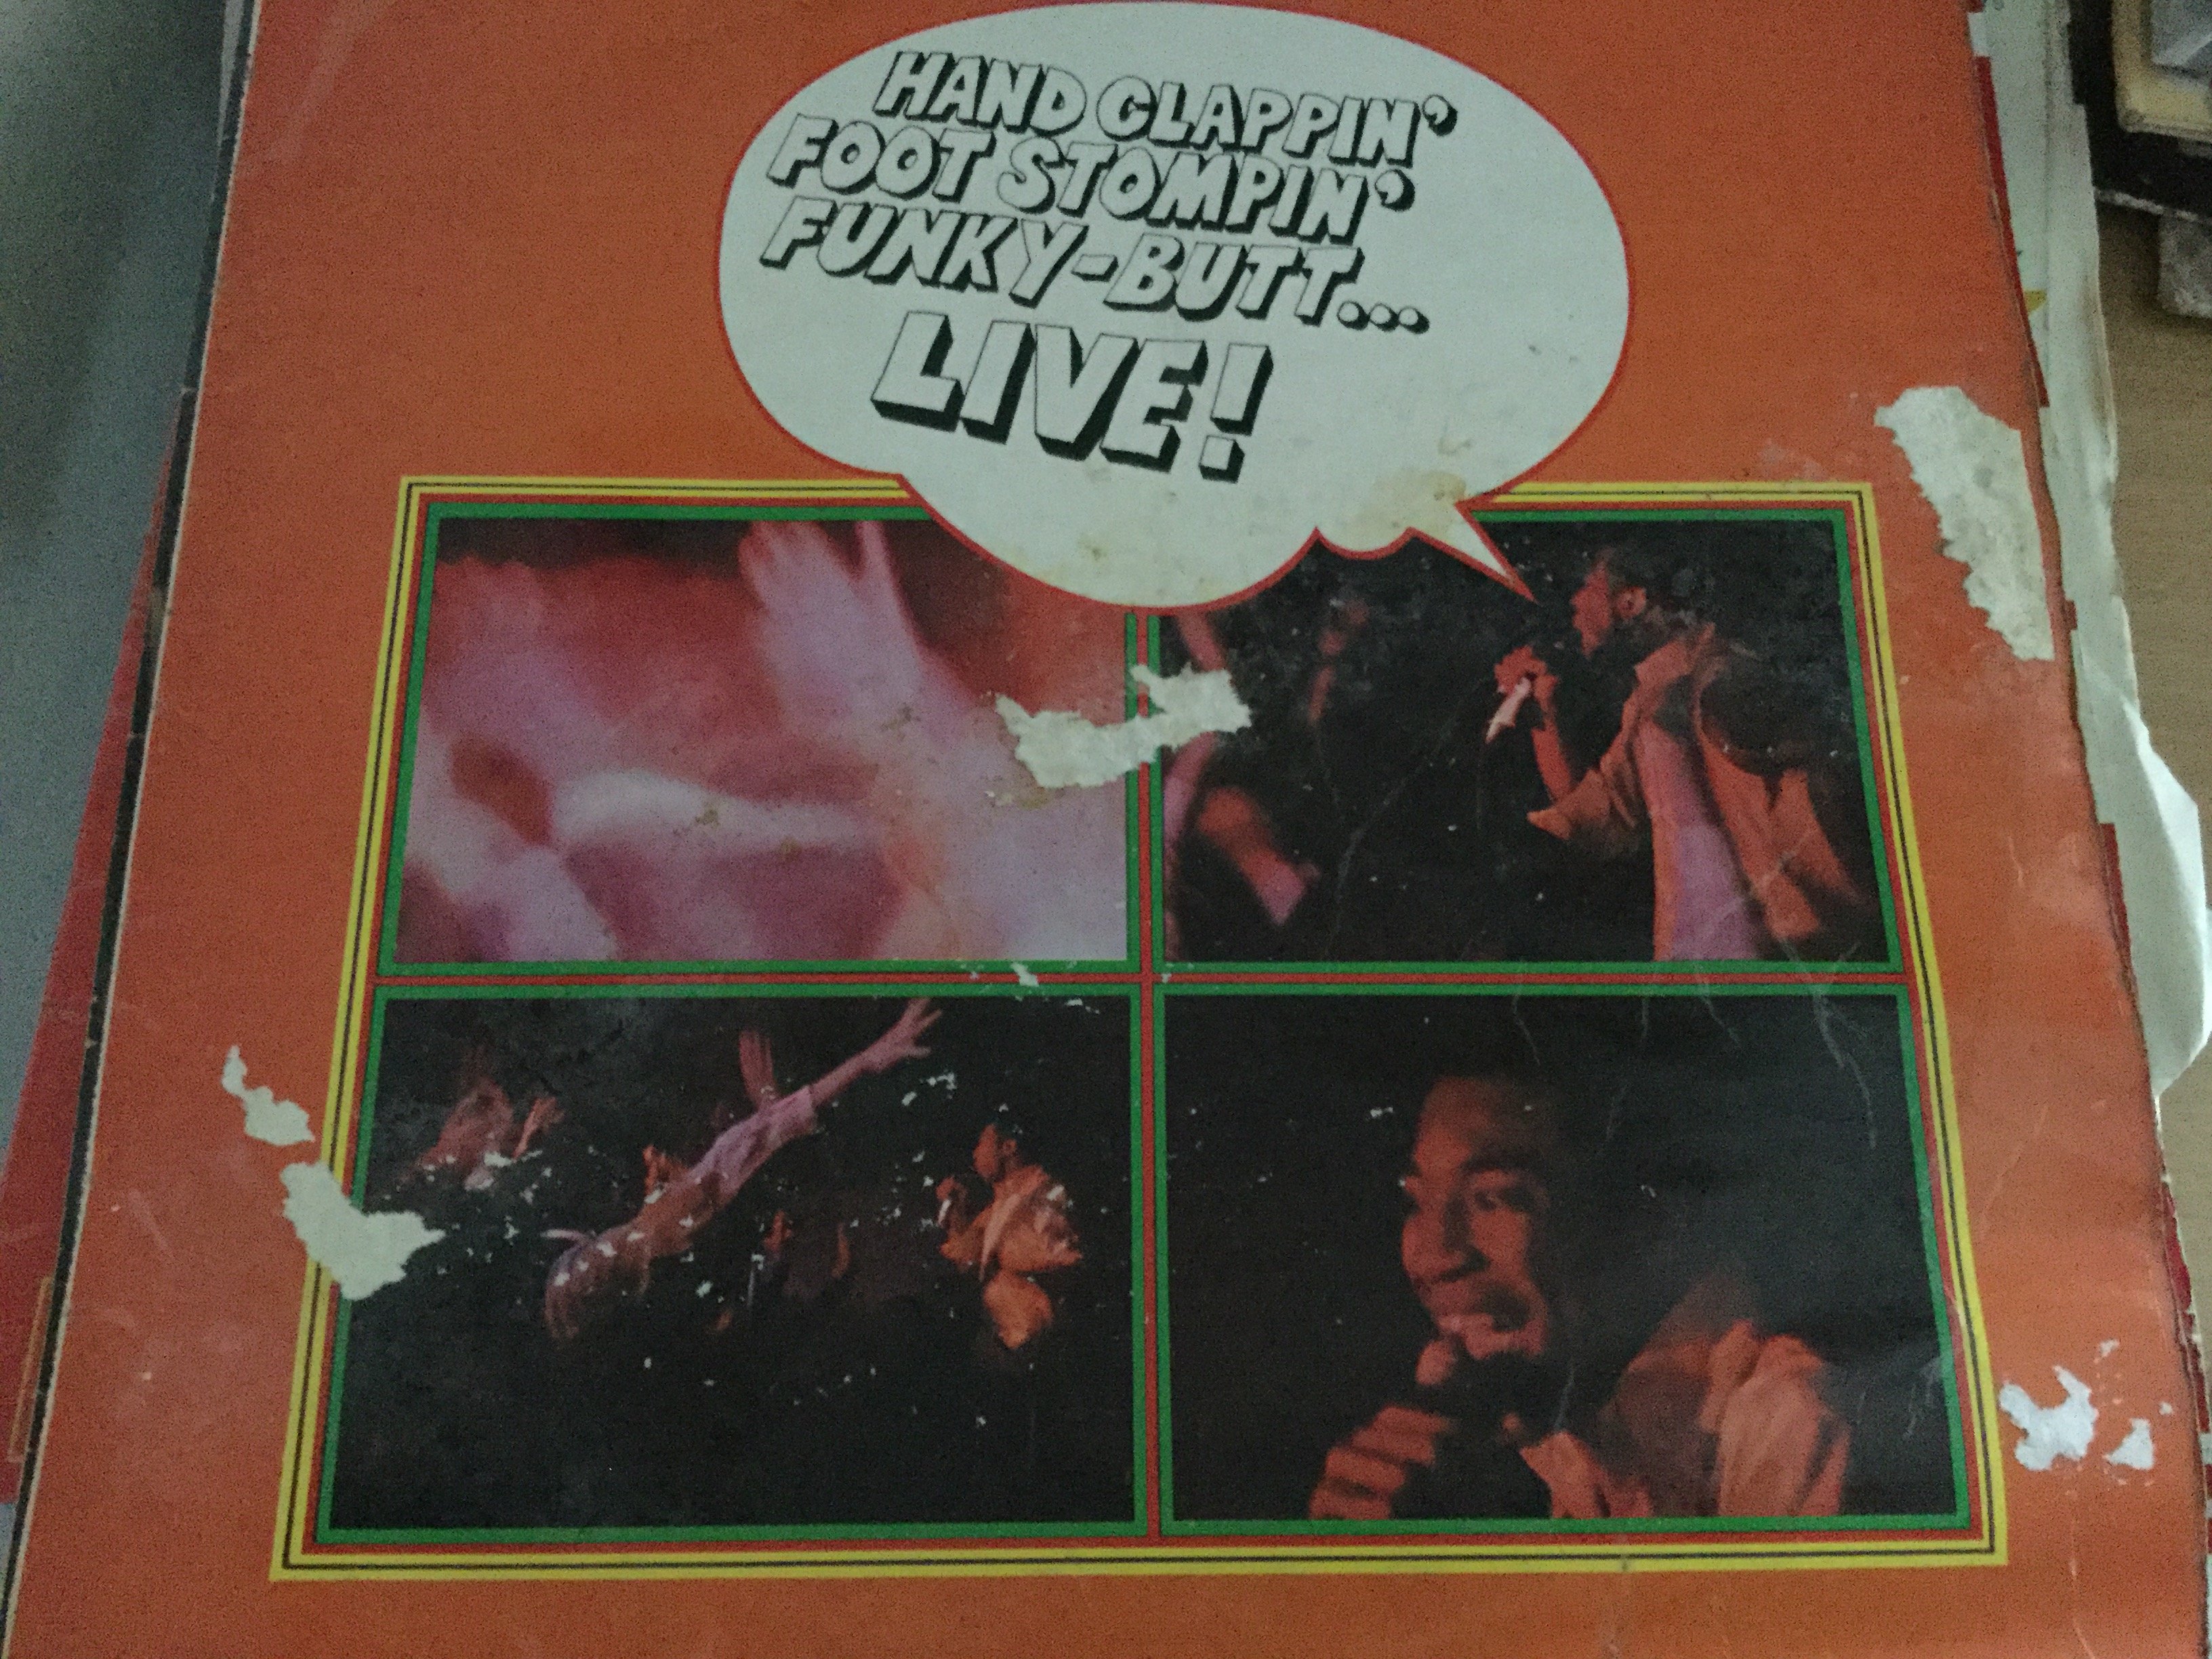 HAND CLAPPIN'
FOOT STOMPIN'
FUNKY-BUTT...
LIVE!